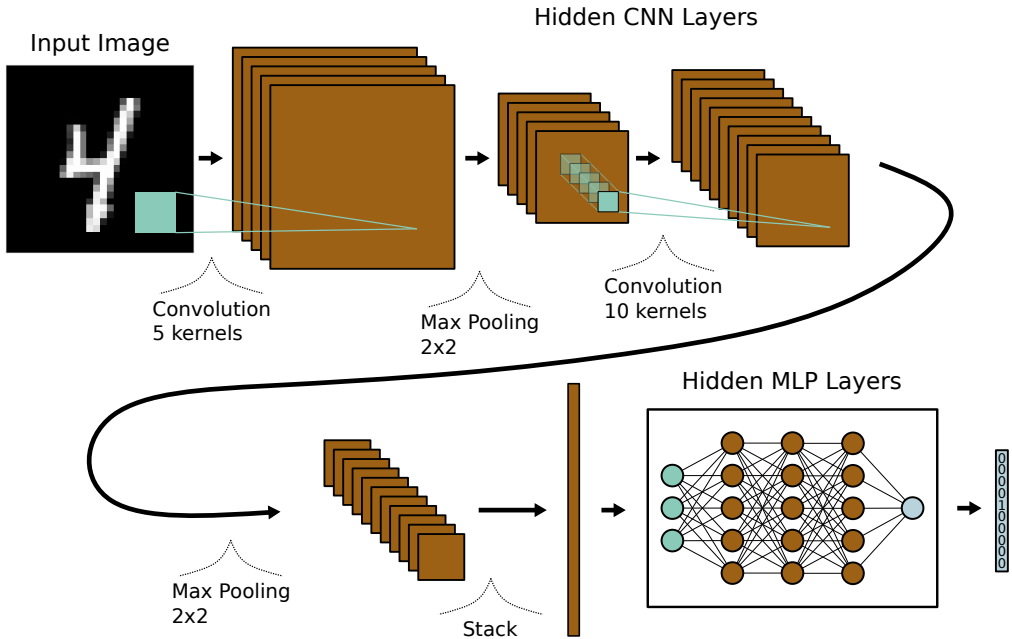 Hidden CNN Layers
Input Image
Convolution
5 kernels
Max Pooling
2x2
Convolution
10 kernels
Hidden MLP Layers
0
0
0
0
1
0
0
0
0
0
Max Pooling
2x2
Stack